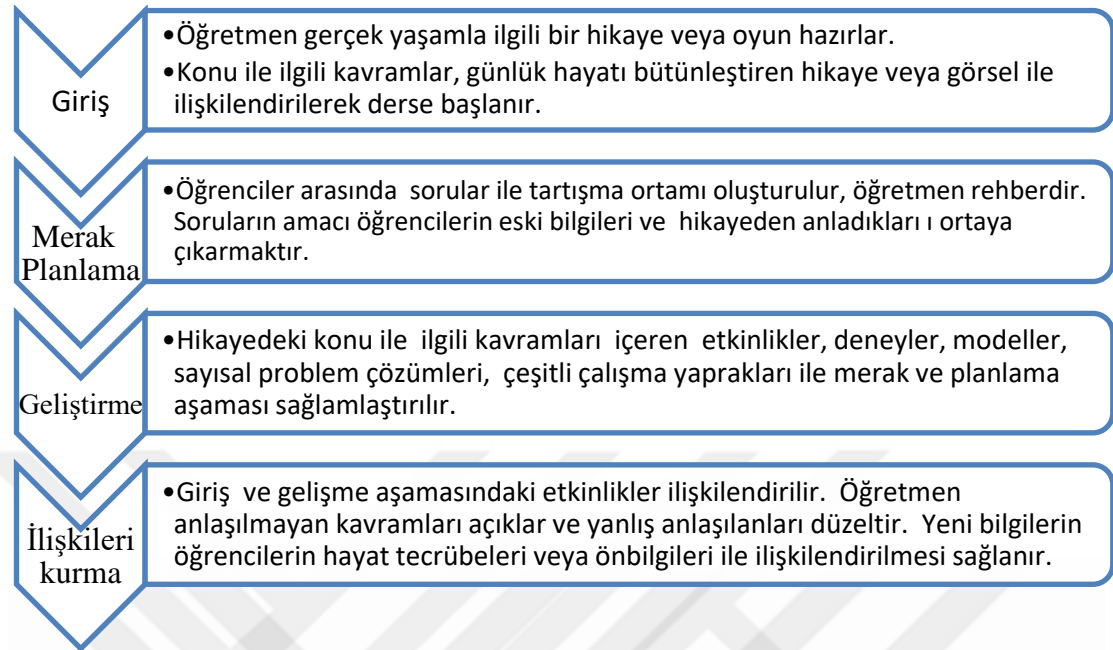 Giriş
•Öğretmen gerçek yaşamla ilgili bir hikaye veya oyun hazırlar.
•Konu ile ilgili kavramlar, günlük hayatı bütünleştiren hikaye veya görsel ile
ilişkilendirilerek derse başlanır.
Merak
Planlama
•Öğrenciler arasında sorular ile tartışma ortamı oluşturulur, öğretmen rehberdir.
Soruların amacı öğrencilerin eski bilgileri ve hikayeden anladıkları ı ortaya
çıkarmaktır.
Geliştirme
•Hikayedeki konu ile ilgili kavramları içeren etkinlikler, deneyler, modeller,
sayısal problem çözümleri, çeşitli çalışma yaprakları ile merak ve planlama
aşaması sağlamlaştırılır.
İlişkileri
kurma
•Giriş ve gelişme aşamasındaki etkinlikler ilişkilendirilir. Öğretmen
anlaşılmayan kavramları açıklar ve yanlış anlaşılanları düzeltir. Yeni bilgilerin
öğrencilerin hayat tecrübeleri veya önbilgileri ile ilişkilendirilmesi sağlanır.